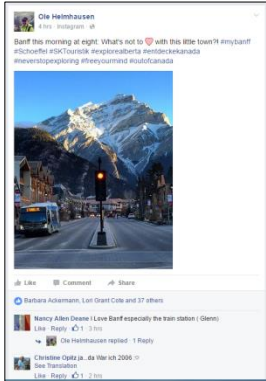 Ole Helmhausen
4 hrs · Instagram ·
Banff this morning at eight. What's not to with this little town?! #mybanff
#Schoeffel #SKTouristik #explorealberta #entdeckekanada
#neverstopexploring #freeyourmind #outofcanada
Like Comment Share
Barbara Ackermann, Lori Grant Cote and 37 others
Nancy Allen Deane I Love Banff especially the train station ( Glenn)
Like · Reply · 1 · 3 hrs
Ole Helmhausen replied · 1 Reply
Christine Opitz ja...da War ich 2006
See Translation
Like · Reply · 1 · 2 hrs